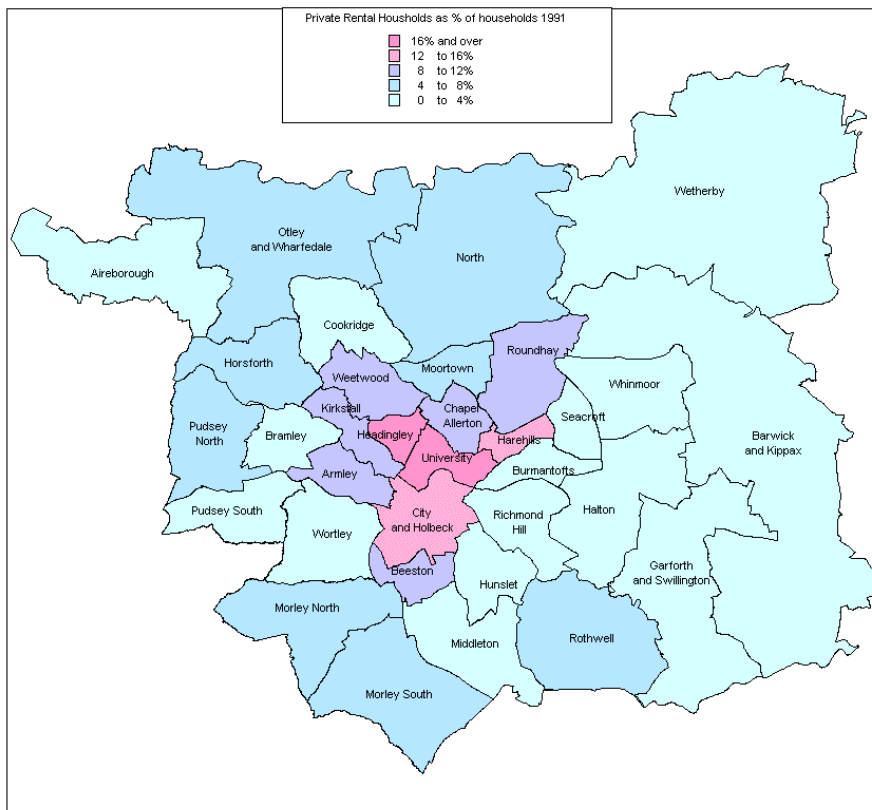 Private Rental Housholds as % of households 1991
16% and over
12 to 16%
8 to 12%
4 to 8%
0 to 4%
Wetherby
Otley
and Wharfedale
North
Aireborough
Cookridge
Roundhay
Horsforth
Moortown
Weetwood
Whinmoor
Kirkstall
Chapel
Allerton
Seacroft
Pudsey
North
Bramley
Headingley
Harehills
Barwick
and Kippax
University
Armley
Burmantofts
Pudsey South
City
and Holbeck
Richmond
Hill
Halton
Wortley
Beeston
Hunslet
Garforth
and Swillington
Morley North
Middleton
Rothwell
Morley South